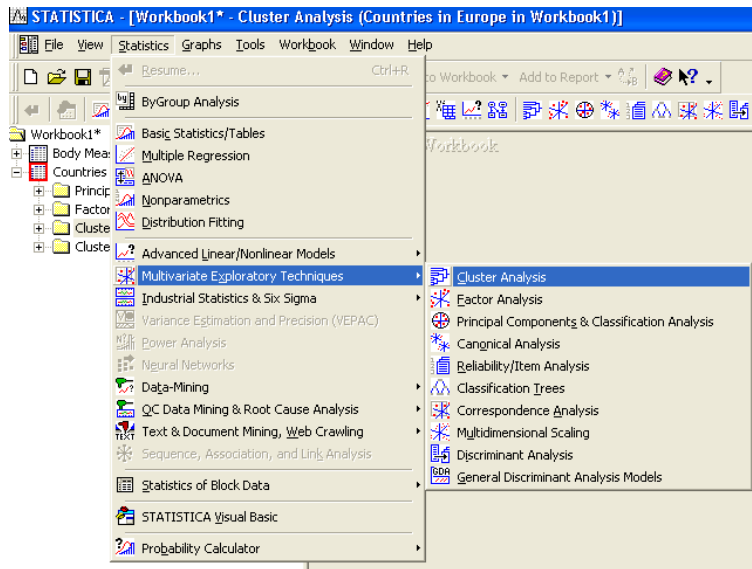 STATISTICA - [Workbook1* - Cluster Analysis (Countries in Europe in Workbook1)]
File View Statistics Graphs Tools Workbook Window Help
Resume... Ctrl+R
to Workbook Add to Report
ByGroup Analysis
Workbook1*
Body Meas
Countries
Princip
Factor
Cluste
Cluste
Workbook
Basic Statistics/Tables
Multiple Regression
ANOVA
Nonparametrics
Distribution Fitting
Advanced Linear/Nonlinear Models
Multivariate Exploratory Techniques
Industrial Statistics & Six Sigma
Variance Estimation and Precision (VEPAC)
Power Analysis
Neural Networks
Data-Mining
QC Data Mining & Root Cause Analysis
Text & Document Mining, Web Crawling
Sequence, Association, and Link Analysis
Statistics of Block Data
STATISTICA Visual Basic
Probability Calculator
Cluster Analysis
Factor Analysis
Principal Components & Classification Analysis
Canonical Analysis
Reliability/Item Analysis
Classification Trees
Correspondence Analysis
Multidimensional Scaling
Discriminant Analysis
General Discriminant Analysis Models